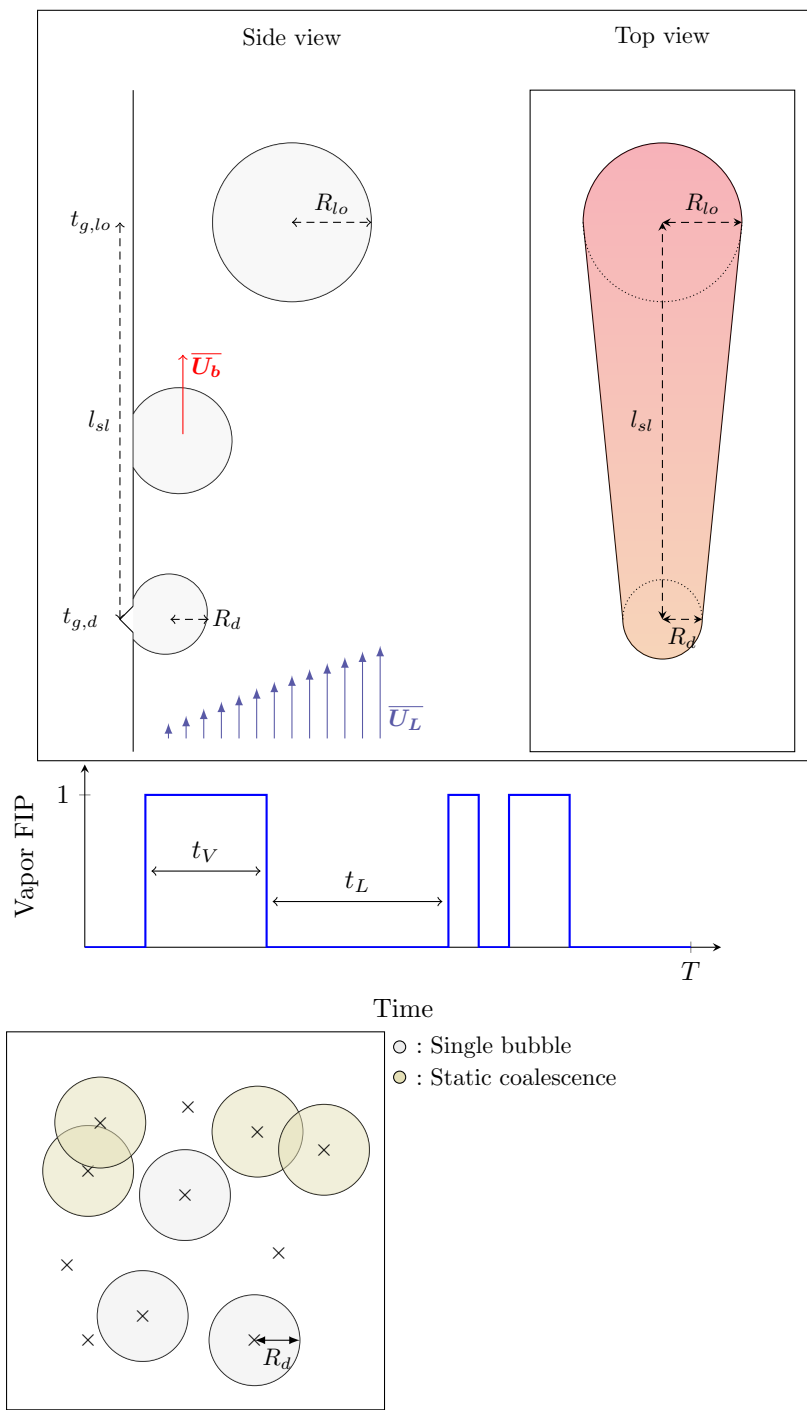 Side view
Top view
R_{lo}
R_{lo}
t_{g,lo}
\overline{U_b}
l_{sl}
l_{sl}
t_{g,d}
R_d
R_d
\overline{U_L}
1
Vapor FIP
t_V
t_L
T
Time
: Single bubble
: Static coalescence
R_d